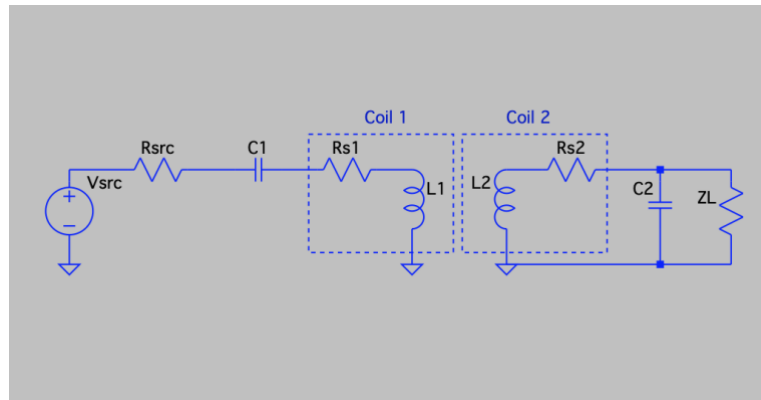 Coil 1
Coil 2
Rsrc
C1
Rs1
Rs2
Vsrc
+
−
L1
L2
C2
ZL